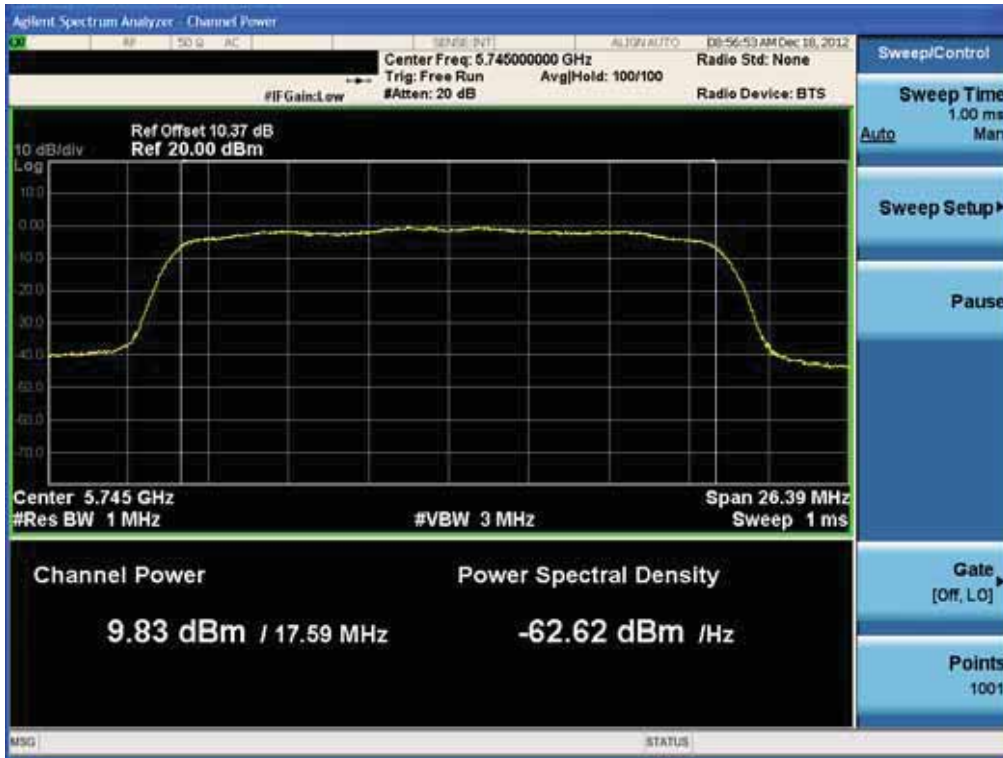 Agilent Spectrum Analyzer - Channel Power
RF 50 Ω AC SENSE:INT ALIGN AUTO 08:56:53 AM Dec 18, 2012
Center Freq: 5.745000000 GHz Radio Std: None
Trig: Free Run Avg|Hold: 100/100
#IFGain:Low #Atten: 20 dB Radio Device: BTS
Ref Offset 10.37 dB
10 dB/div Ref 20.00 dBm
Log
10.0
0.00
-10.0
-20.0
-30.0
-40.0
-50.0
-60.0
-70.0
Center 5.745 GHz Span 26.39 MHz
#Res BW 1 MHz #VBW 3 MHz Sweep 1 ms
Channel Power Power Spectral Density
9.83 dBm / 17.59 MHz -62.62 dBm /Hz
MSG STATUS
Sweep/Control
Sweep Time
1.00 ms
Auto Man
Sweep Setup
Pause
Gate
[Off, LO]
Points
1001